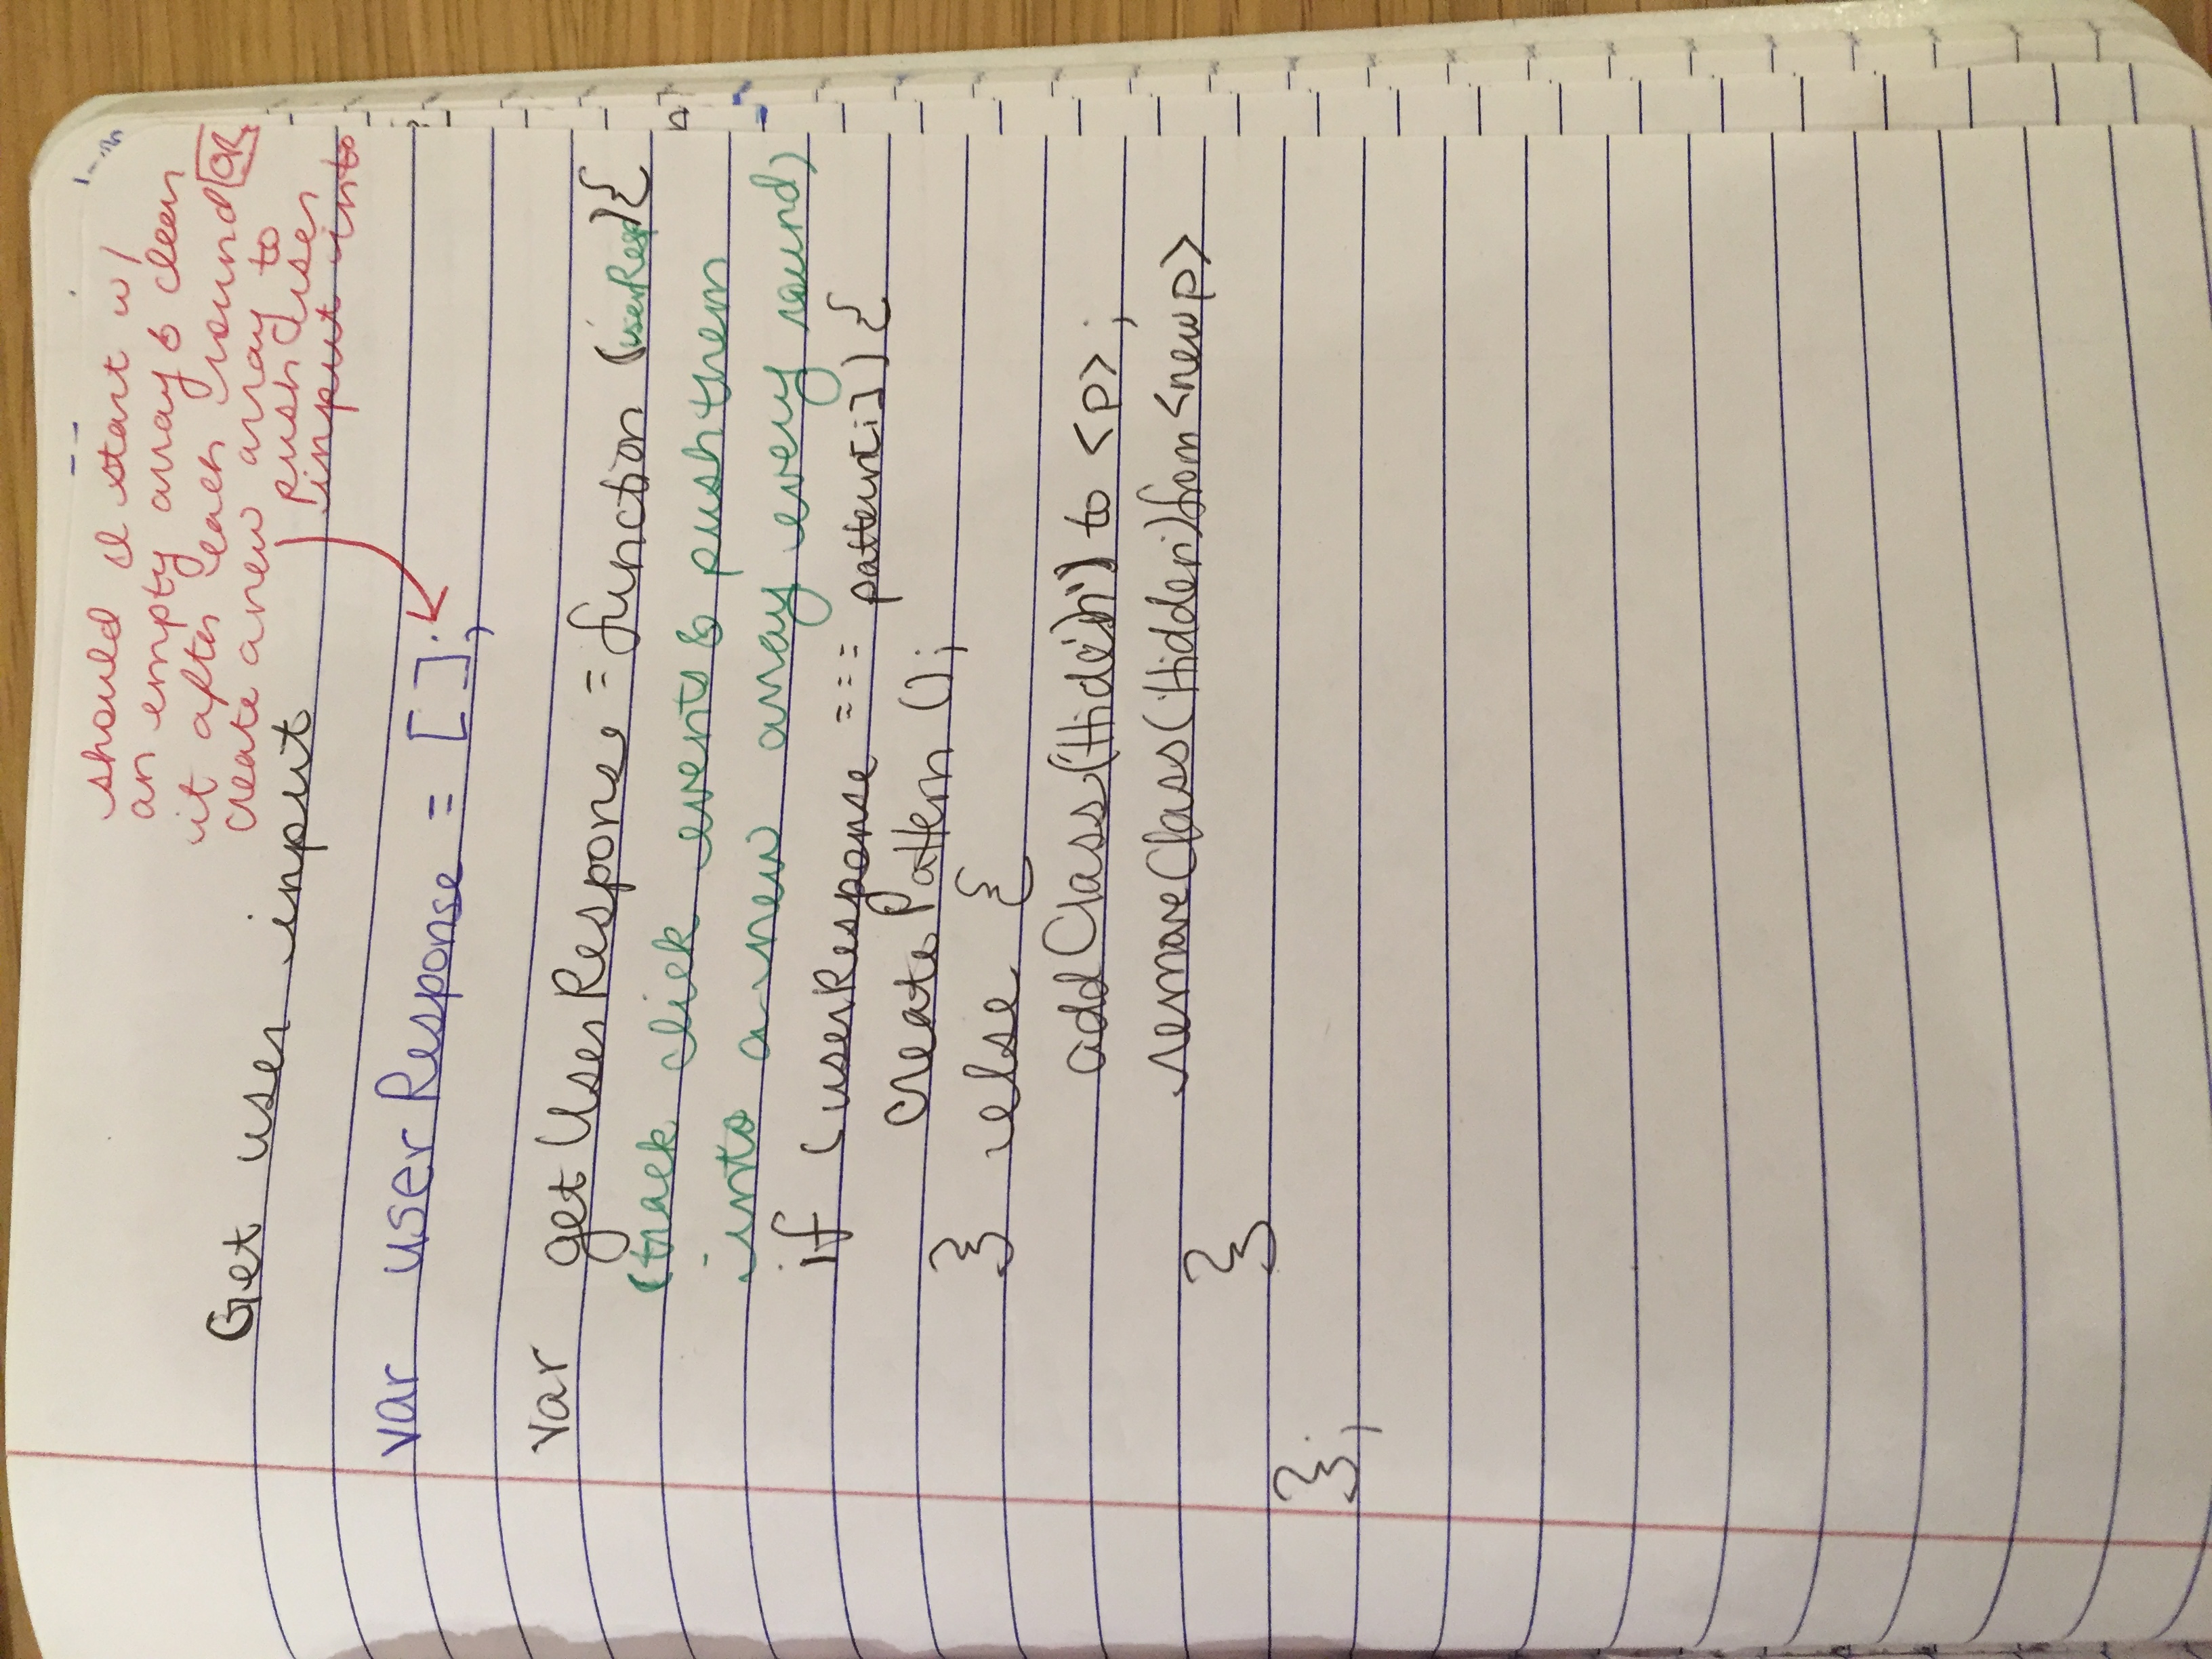 should I start w/
an empty array & clear
it after each round OR
create a new array to
push user
input into
Get user input
var userResponse = [];
var getUserResponse = function (userResp){
(track click events & push them
into a new array every round)
if (userResponse === pattern[i]) {
createPattern ();
} else {
addClass('Hidden') to <p>;
removeClass('Hidden') from <new p>
}
};